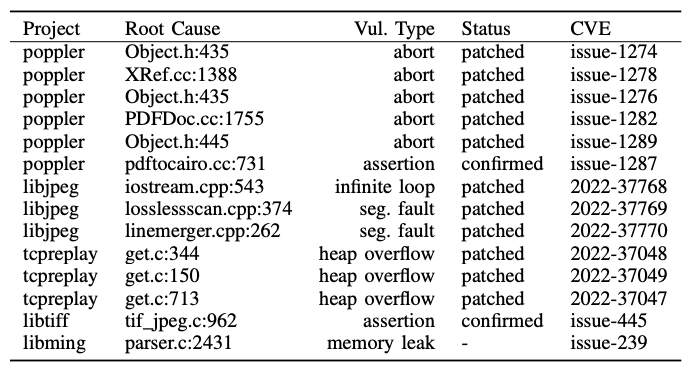 Project Root Cause Vul. Type Status CVE
poppler Object.h:435 abort patched issue-1274
poppler XRef.cc:1388 abort patched issue-1278
poppler Object.h:435 abort patched issue-1276
poppler PDFDoc.cc:1755 abort patched issue-1282
poppler Object.h:445 abort patched issue-1289
poppler pdftocairo.cc:731 assertion confirmed issue-1287
libjpeg iostream.cpp:543 infinite loop patched 2022-37768
libjpeg losslessscan.cpp:374 seg. fault patched 2022-37769
libjpeg linemerger.cpp:262 seg. fault patched 2022-37770
tcpreplay get.c:344 heap overflow patched 2022-37048
tcpreplay get.c:150 heap overflow patched 2022-37049
tcpreplay get.c:713 heap overflow patched 2022-37047
libtiff tif_jpeg.c:962 assertion confirmed issue-445
libming parser.c:2431 memory leak - issue-239